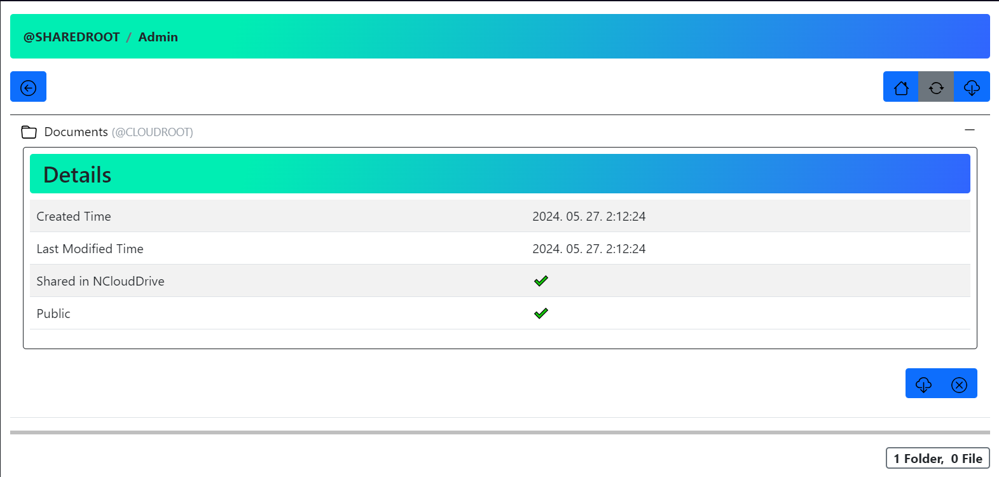 @SHAREDROOT / Admin
Documents (@CLOUDROOT)
Details
Created Time 2024. 05. 27. 2:12:24
Last Modified Time 2024. 05. 27. 2:12:24
Shared in NCloudDrive
Public
1 Folder, 0 File